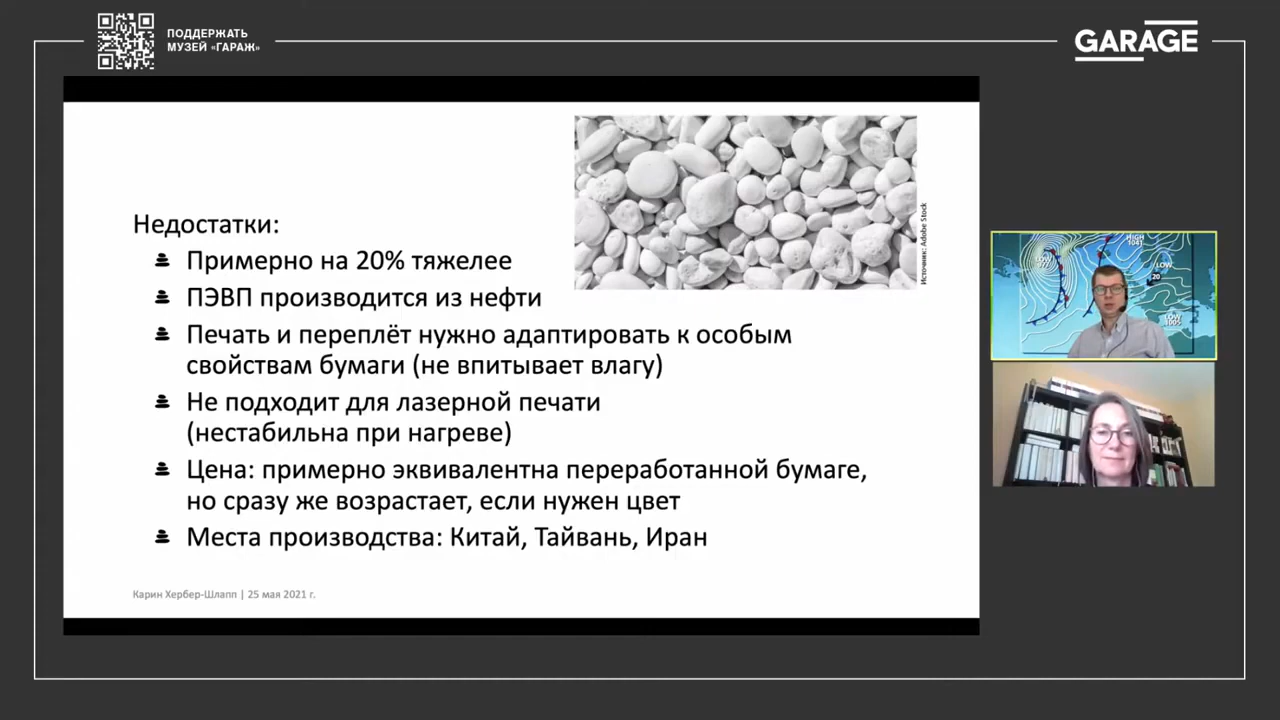 ПОДДЕРЖАТЬ
МУЗЕЙ «ГАРАЖ»
GARAGE
Недостатки:
Примерно на 20% тяжелее
ПЭВП производится из нефти
Печать и переплёт нужно адаптировать к особым
свойствам бумаги (не впитывает влагу)
Не подходит для лазерной печати
(нестабильна при нагреве)
Цена: примерно эквивалентна переработанной бумаге,
но сразу же возрастает, если нужен цвет
Места производства: Китай, Тайвань, Иран
Источник: Adobe Stock
Карин Хербер-Шлапп | 25 мая 2021 г.
HIGH
1041
LOW
LOW
20
LOW